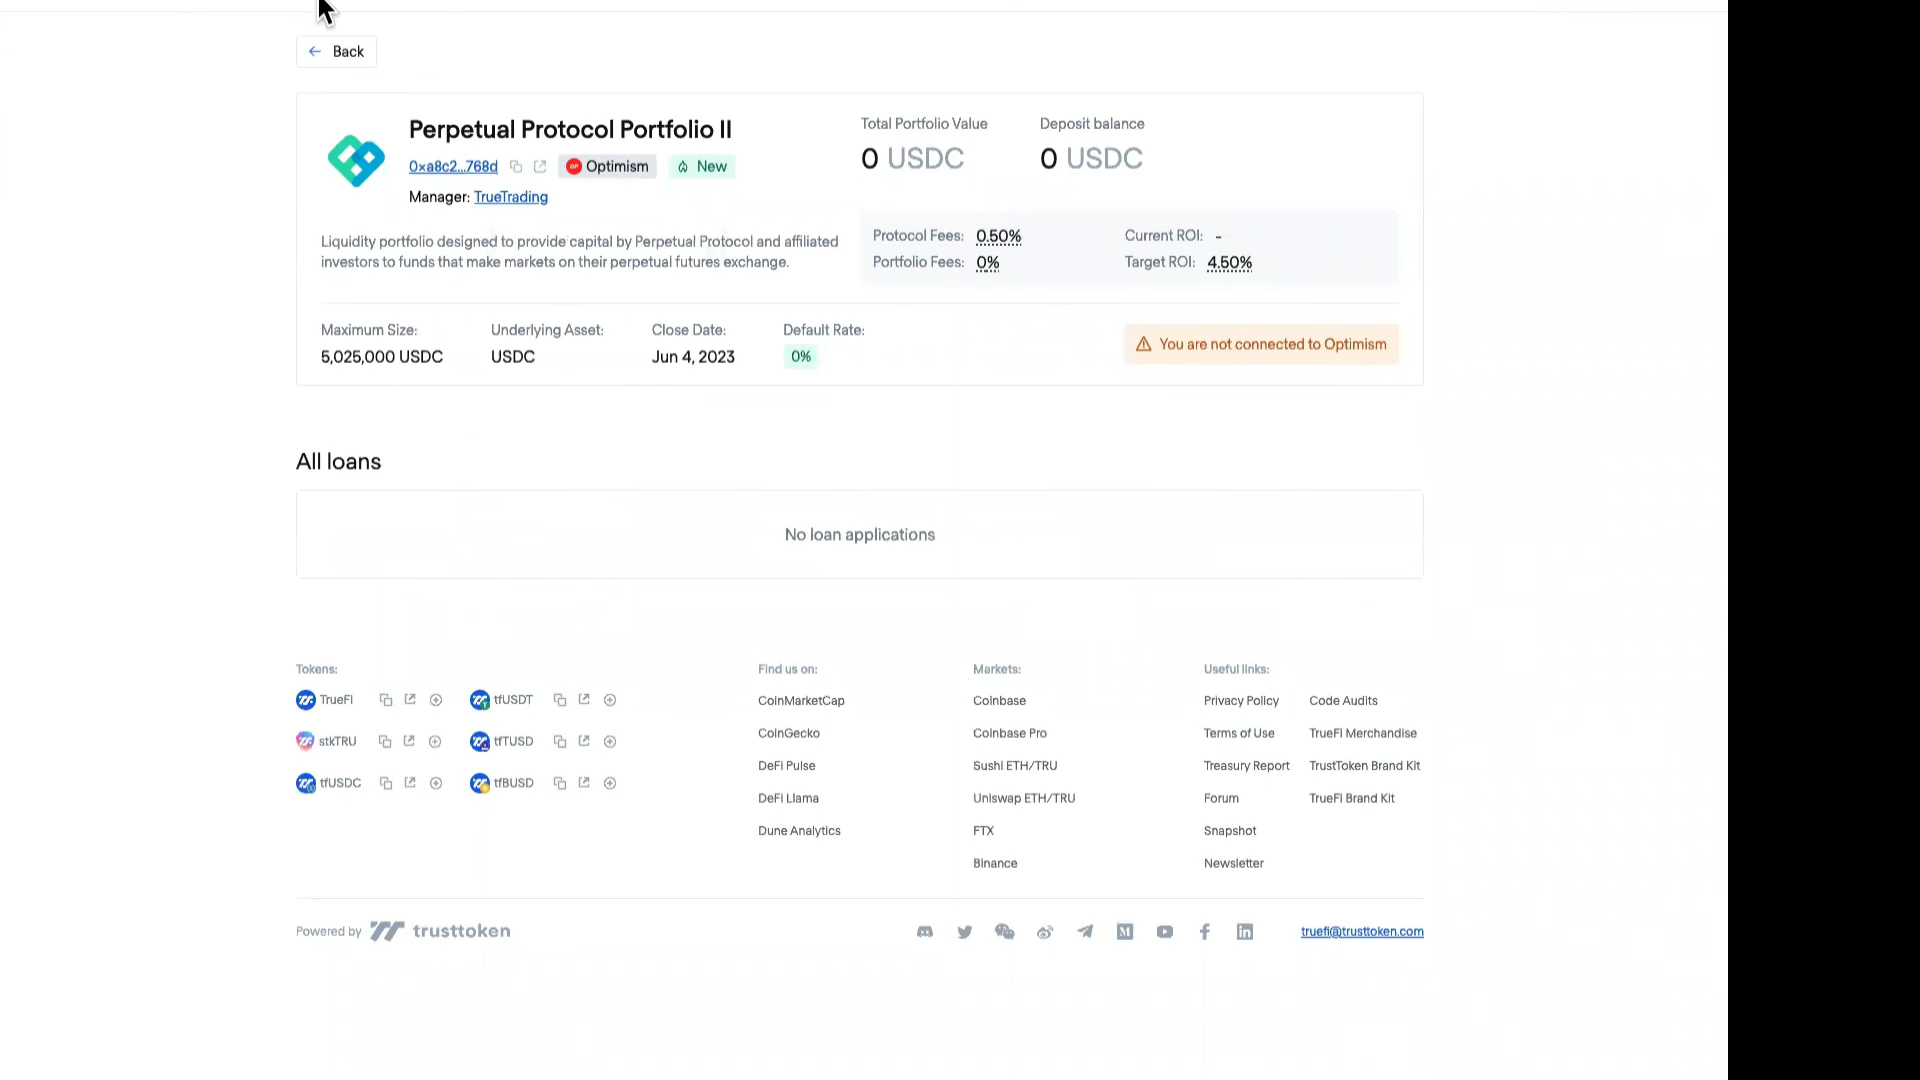 Back
Perpetual Protocol Portfolio II
0xa8c2...768d Optimism New
Manager: TrueTrading
Liquidity portfolio designed to provide capital by Perpetual Protocol and affiliated
investors to funds that make markets on their perpetual futures exchange.
Total Portfolio Value
0 USDC
Deposit balance
0 USDC
Protocol Fees: 0.50%
Portfolio Fees: 0%
Current ROI: -
Target ROI: 4.50%
Maximum Size:
5,025,000 USDC
Underlying Asset:
USDC
Close Date:
Jun 4, 2023
Default Rate:
0%
You are not connected to Optimism
All loans
No loan applications
Tokens:
TrueFi
tfUSDT
stkTRU
tfTUSD
tfUSDC
tfBUSD
Find us on:
CoinMarketCap
CoinGecko
DeFi Pulse
DeFi Llama
Dune Analytics
Markets:
Coinbase
Coinbase Pro
Sushi ETH/TRU
Uniswap ETH/TRU
FTX
Binance
Useful links:
Privacy Policy
Terms of Use
Treasury Report
Forum
Snapshot
Newsletter
Code Audits
TrueFi Merchandise
TrustToken Brand Kit
TrueFi Brand Kit
Powered by trusttoken
truefi@trusttoken.com